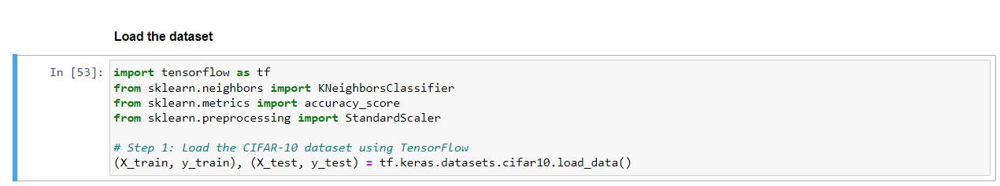 Load the dataset
In [53]:
import tensorflow as tf
from sklearn.neighbors import KNeighborsClassifier
from sklearn.metrics import accuracy_score
from sklearn.preprocessing import StandardScaler
# Step 1: Load the CIFAR-10 dataset using TensorFlow
(X_train, y_train), (X_test, y_test) = tf.keras.datasets.cifar10.load_data()